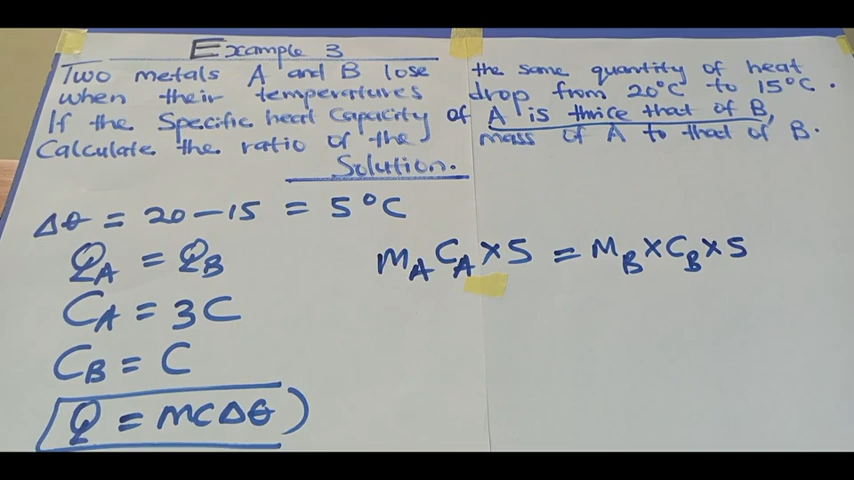 Example 3
Two metals A and B lose the same quantity of heat
when their temperatures drop from 20°C to 15°C.
If the Specific heat Capacity of A is thrice that of B,
Calculate the ratio of the mass of A to that of B.
Solution.
Δθ = 20 - 15 = 5°C
Q_A = Q_B
M_A C_A × 5 = M_B × C_B × 5
C_A = 3C
C_B = C
Q = MCΔθ